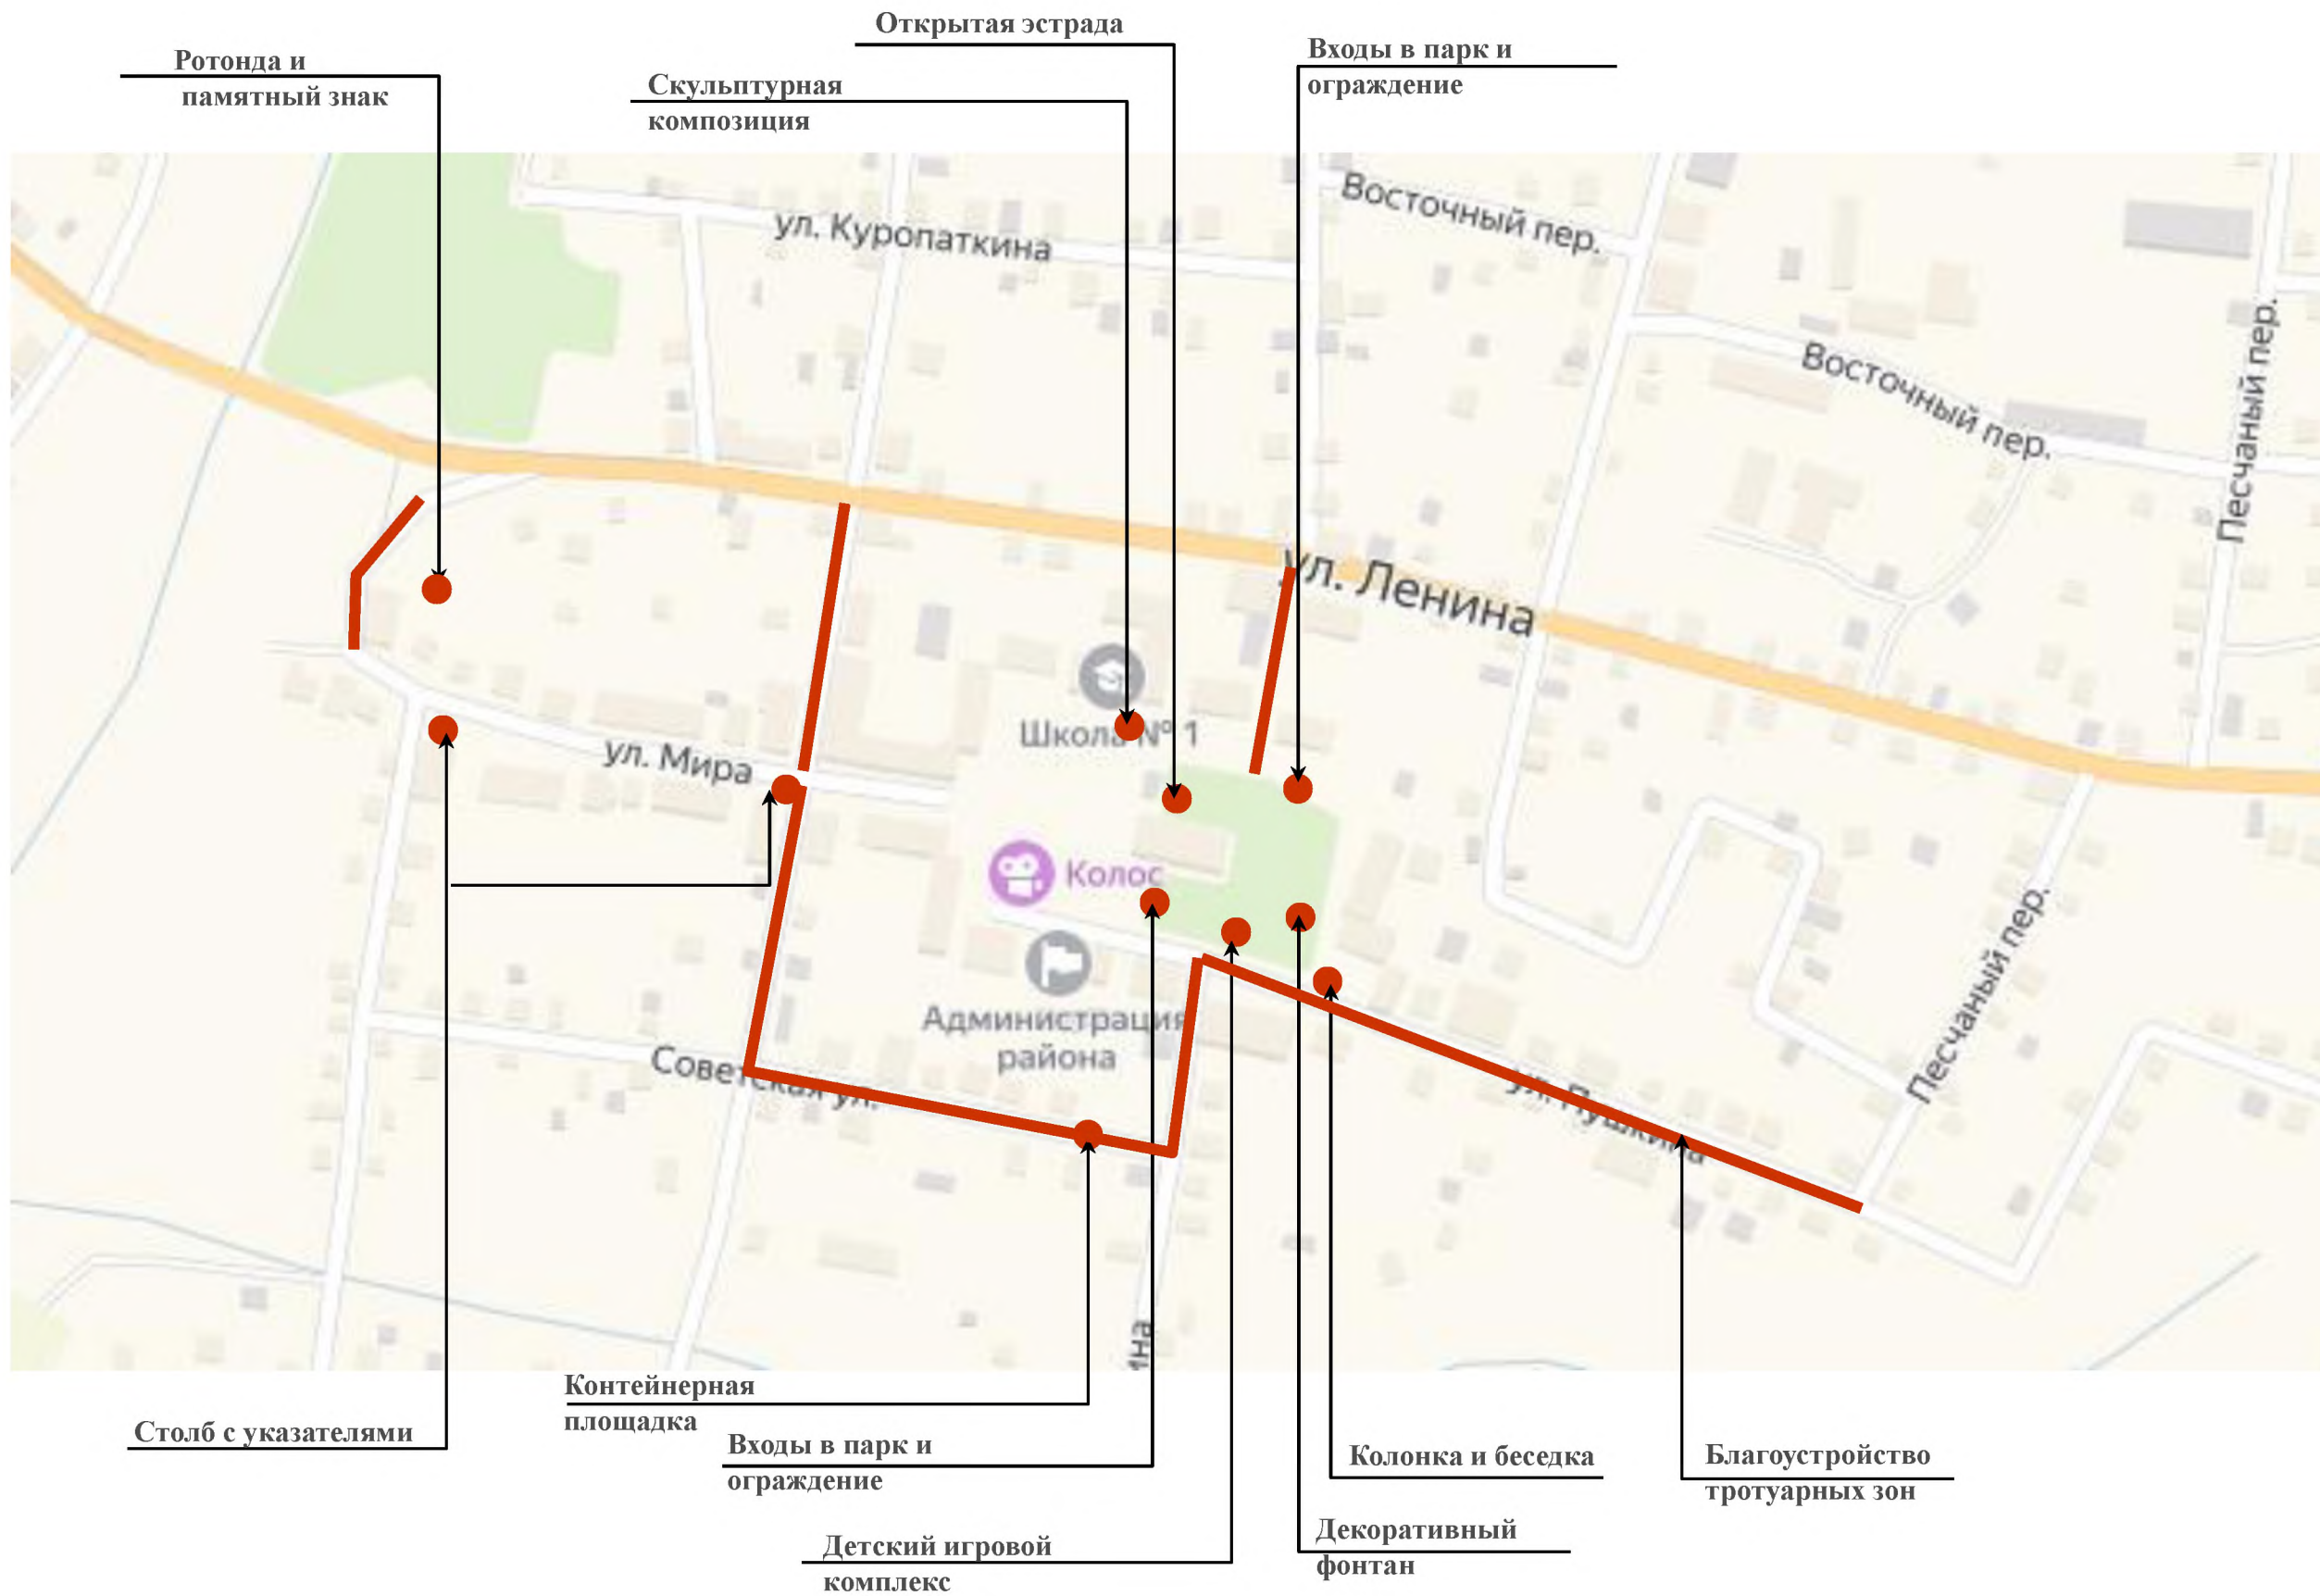 Открытая эстрада
Ротонда и
памятный знак
Скульптурная
композиция
Входы в парк и
ограждение
Восточный пер.
ул. Куропаткина
Восточный пер.
Песчаный пер.
ул. Ленина
Школа № 1
ул. Мира
Колос
Администрация
района
Советская ул.
Песчаный пер.
ул. Пушкина
ина
Контейнерная
площадка
Столб с указателями
Входы в парк и
ограждение
Колонка и беседка
Благоустройство
тротуарных зон
Декоративный
фонтан
Детский игровой
комплекс